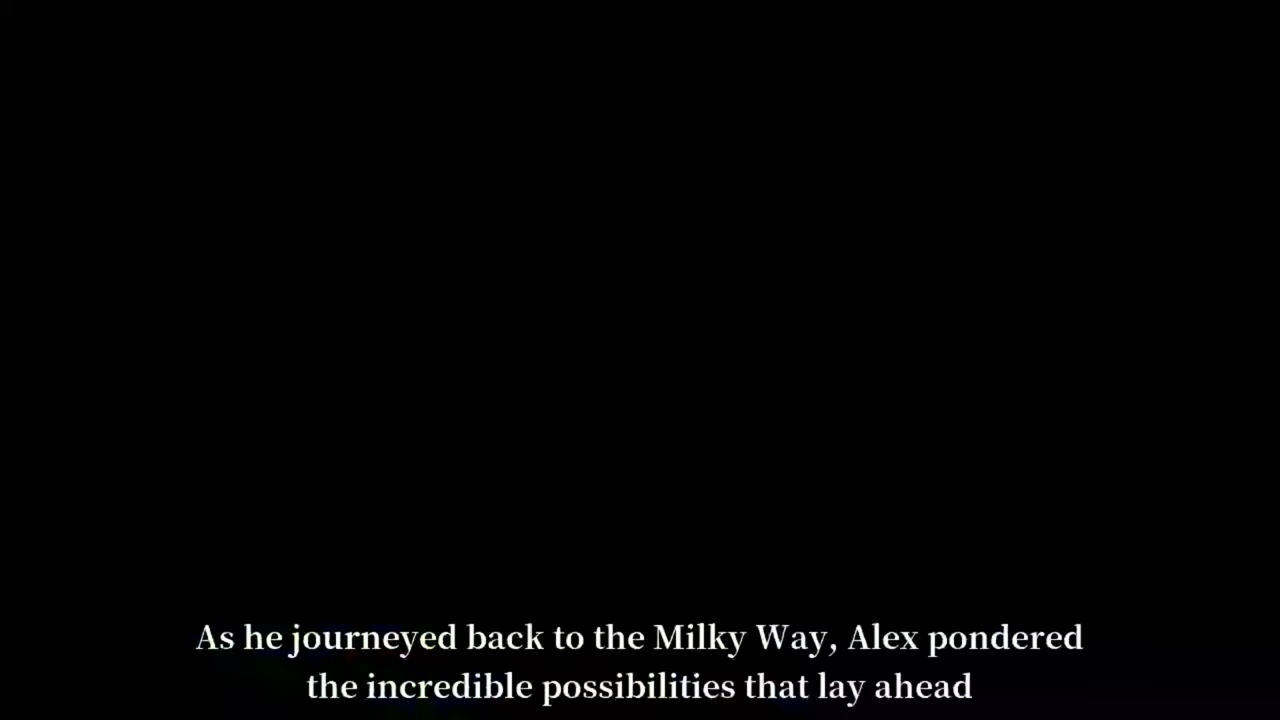 As he journeyed back to the Milky Way, Alex pondered
the incredible possibilities that lay ahead